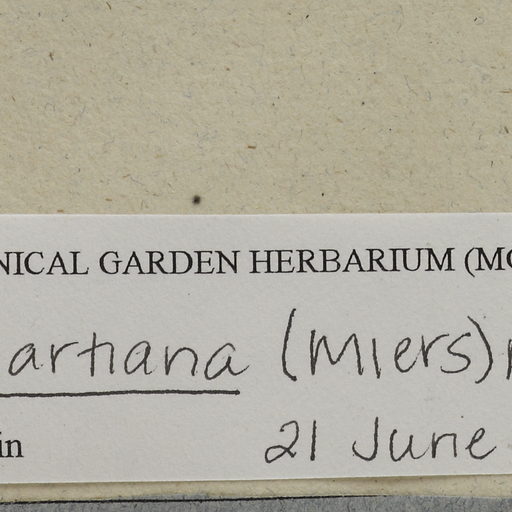 NICAL GARDEN HERBARIUM (MO
artiana (Miers)
in 21 June